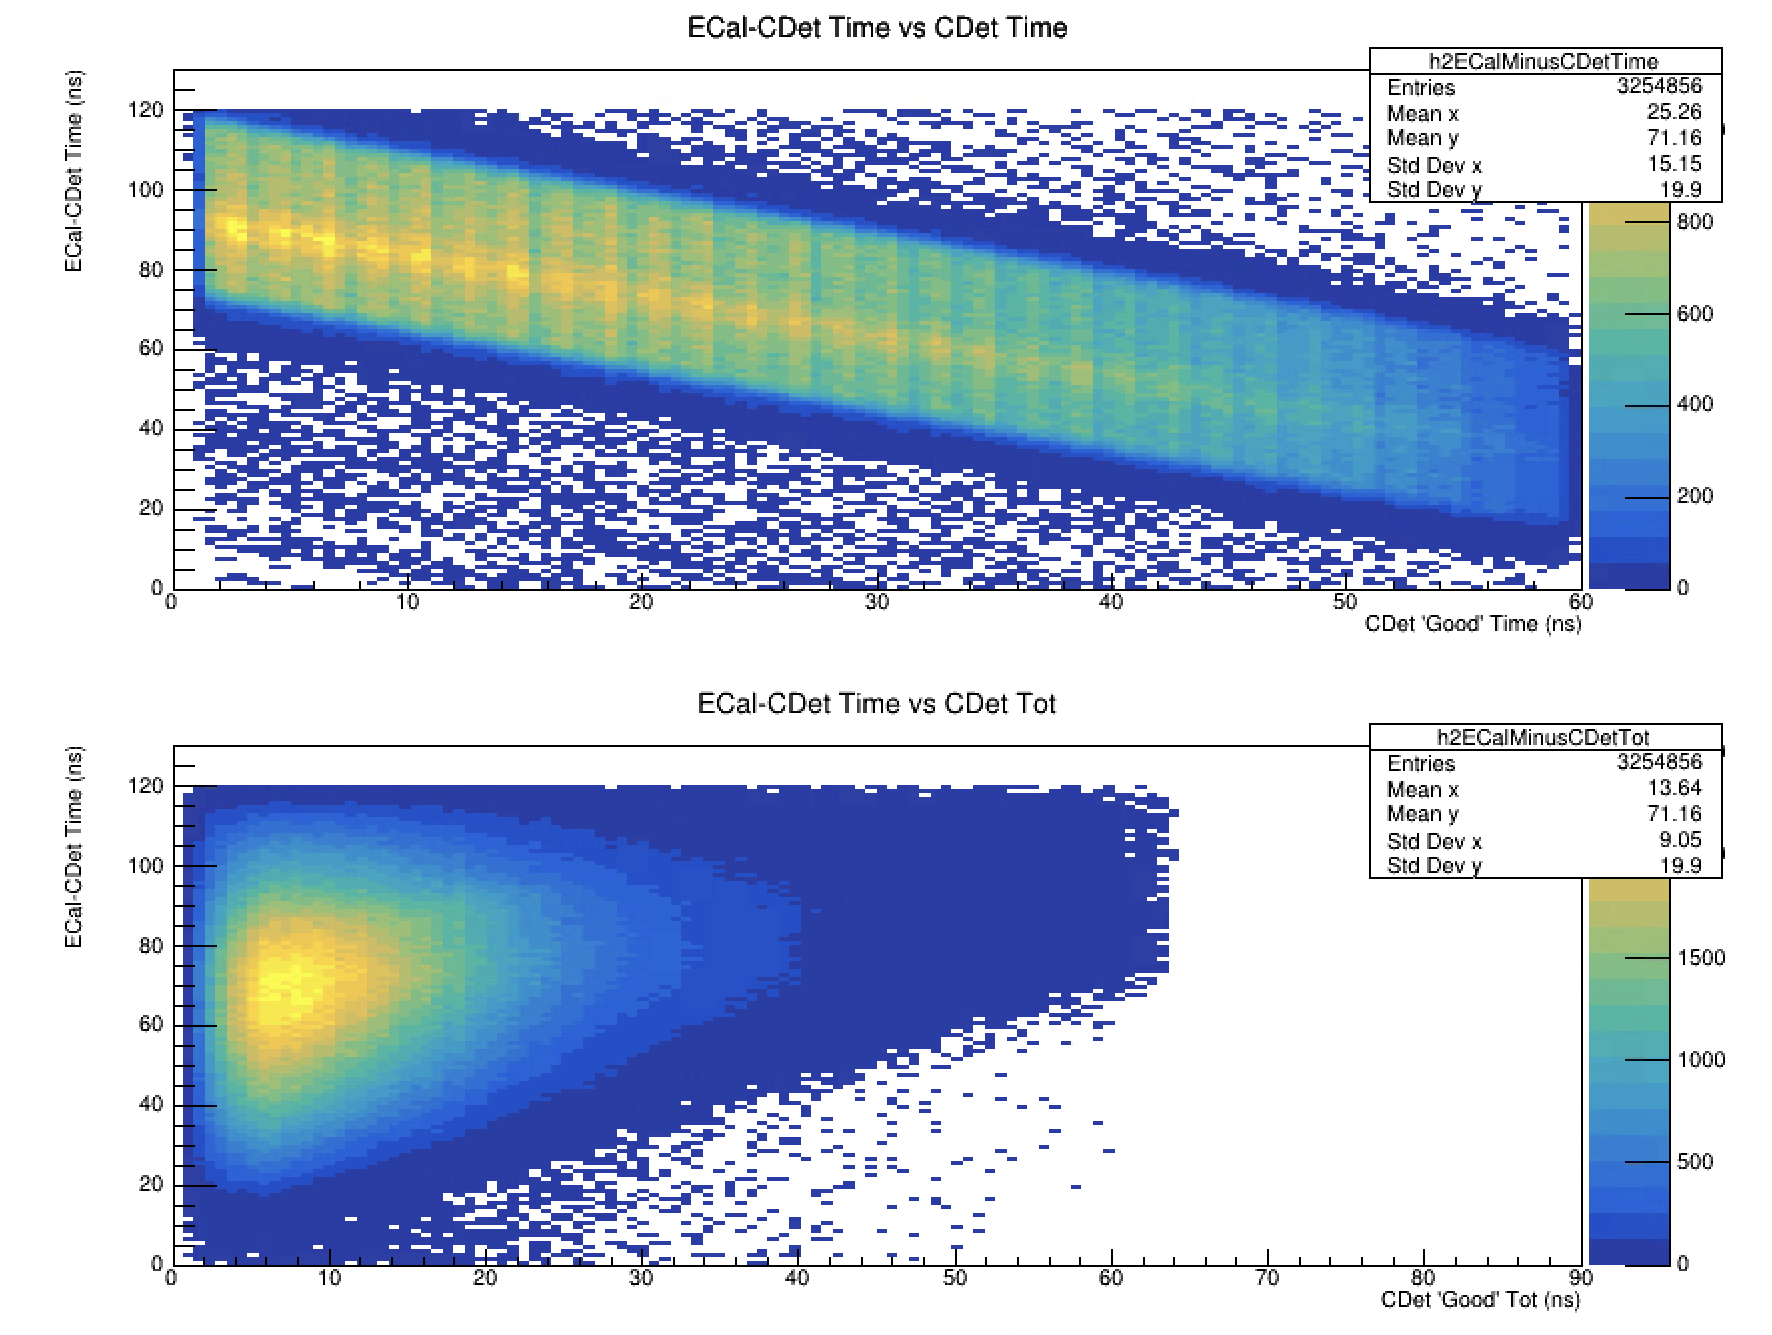 ECal-CDet Time vs CDet Time
ECal-CDet Time (ns)
h2ECalMinusCDetTime
Entries 3254856
Mean x 25.26
Mean y 71.16
Std Dev x 15.15
Std Dev y 19.9
120
100
80
60
40
20
0
800
600
400
200
0
0 10 20 30 40 50 60
CDet 'Good' Time (ns)
ECal-CDet Time vs CDet Tot
ECal-CDet Time (ns)
h2ECalMinusCDetTot
Entries 3254856
Mean x 13.64
Mean y 71.16
Std Dev x 9.05
Std Dev y 19.9
120
100
80
60
40
20
0
1500
1000
500
0
0 10 20 30 40 50 60 70 80 90
CDet 'Good' Tot (ns)